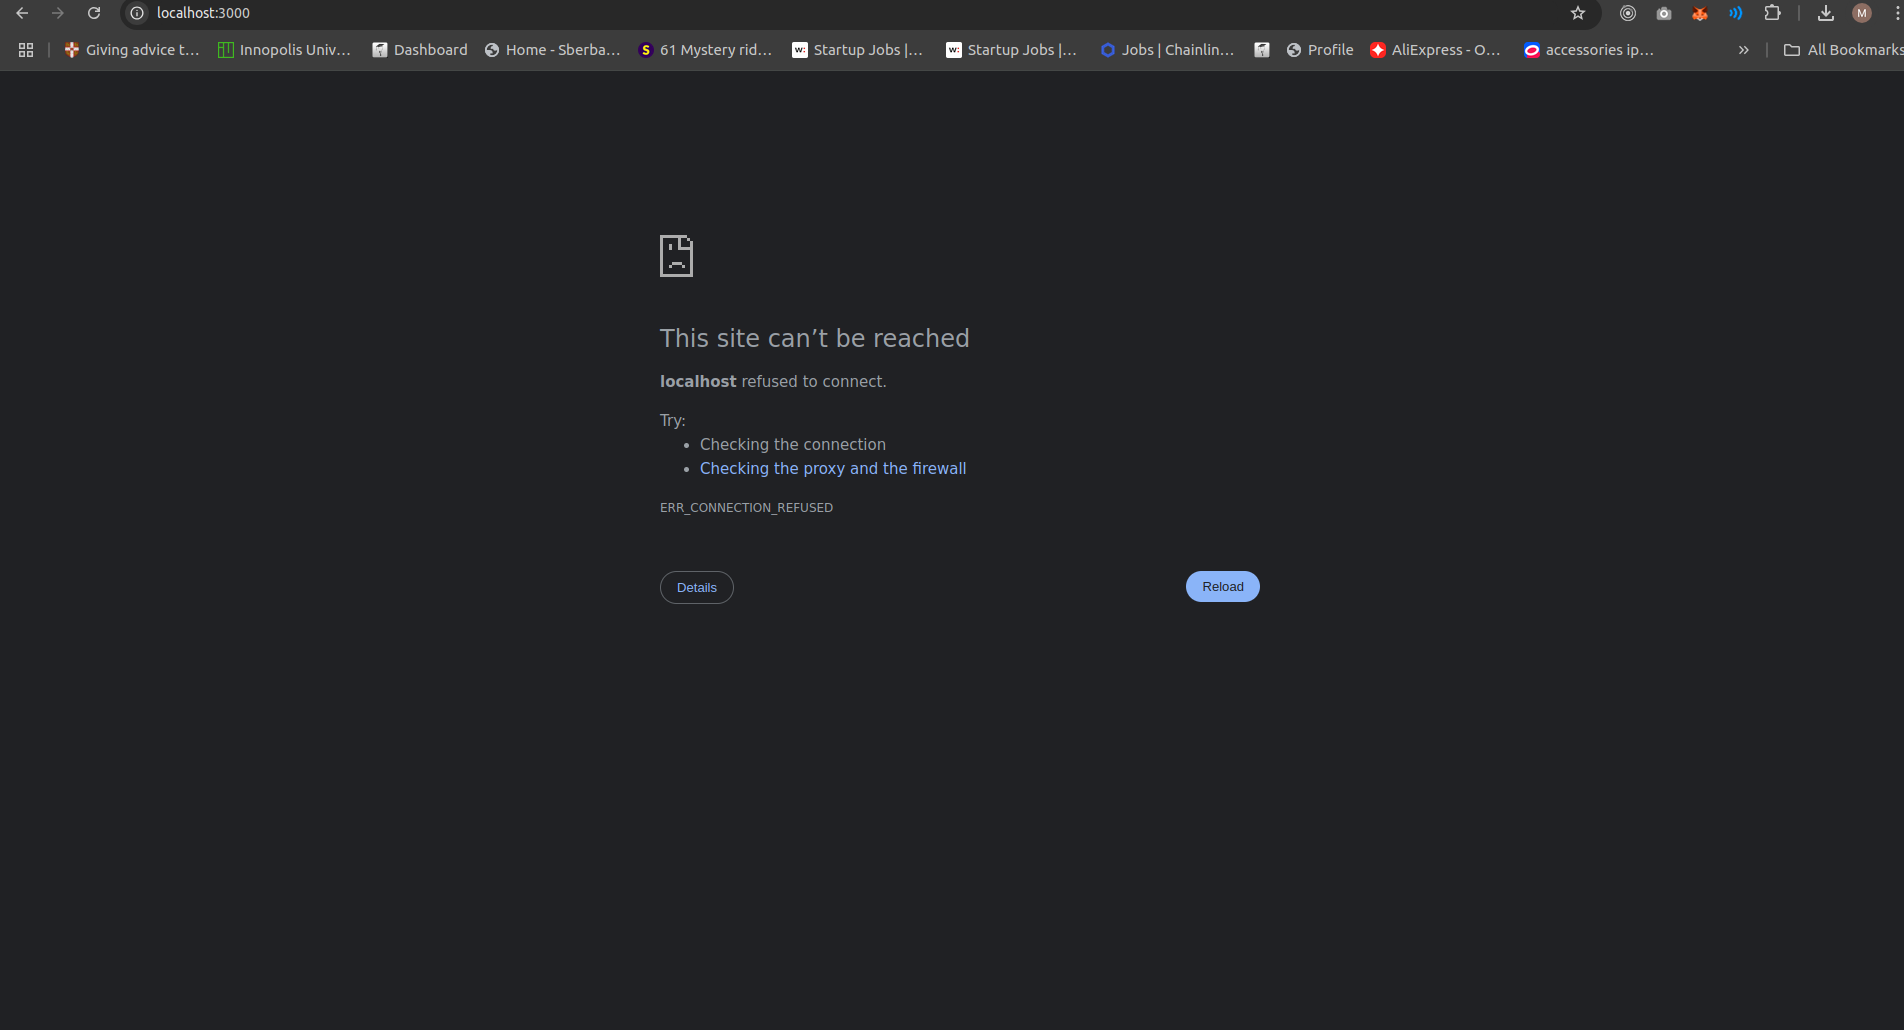 localhost:3000
M
Giving advice t... Innopolis Univ... Dashboard Home - Sberba... S 61 Mystery rid... w: Startup Jobs |... w: Startup Jobs |... Jobs | Chainlin... Profile AliExpress - O... accessories ip... » All Bookmarks
This site can’t be reached
localhost refused to connect.
Try:
• Checking the connection
• Checking the proxy and the firewall
ERR_CONNECTION_REFUSED
Details Reload